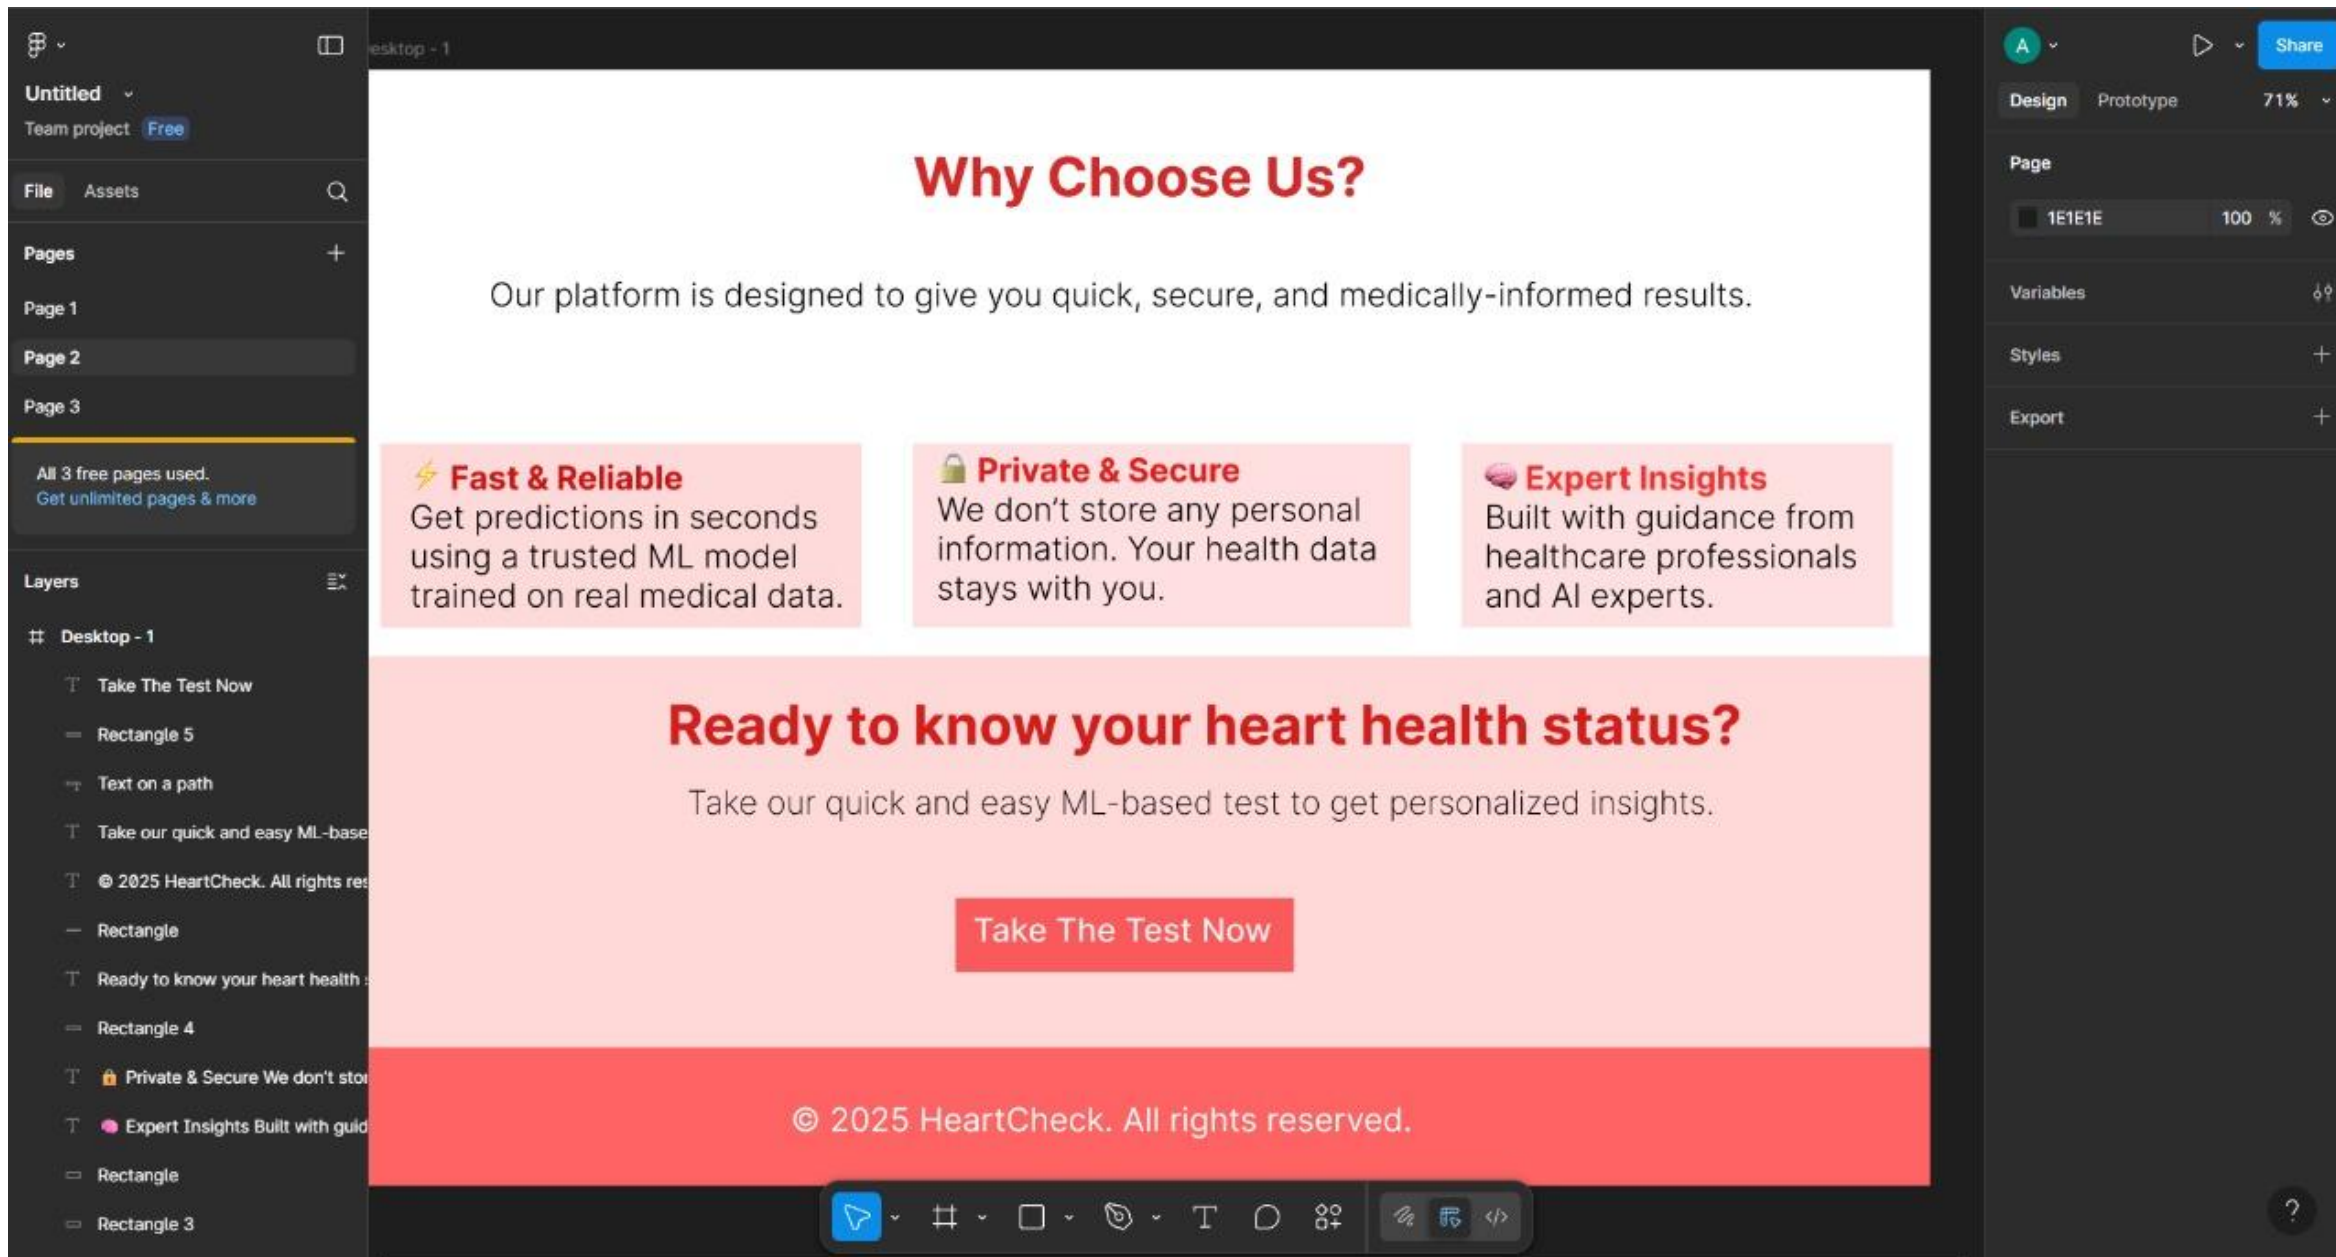 Untitled
Team project Free
File Assets
Pages
Page 1
Page 2
Page 3
All 3 free pages used.
Get unlimited pages & more
Layers
Desktop - 1
Take The Test Now
Rectangle 5
Text on a path
Take our quick and easy ML-base
© 2025 HeartCheck. All rights res
Rectangle
Ready to know your heart health
Rectangle 4
🔒 Private & Secure We don't stor
🧠 Expert Insights Built with guid
Rectangle
Rectangle 3
esktop - 1
Why Choose Us?
Our platform is designed to give you quick, secure, and medically-informed results.
⚡ Fast & Reliable
Get predictions in seconds
using a trusted ML model
trained on real medical data.
🔒 Private & Secure
We don’t store any personal
information. Your health data
stays with you.
🧠 Expert Insights
Built with guidance from
healthcare professionals
and AI experts.
Ready to know your heart health status?
Take our quick and easy ML-based test to get personalized insights.
Take The Test Now
© 2025 HeartCheck. All rights reserved.
A
Share
Design Prototype 71%
Page
1E1E1E 100 %
Variables
Styles
Export
?